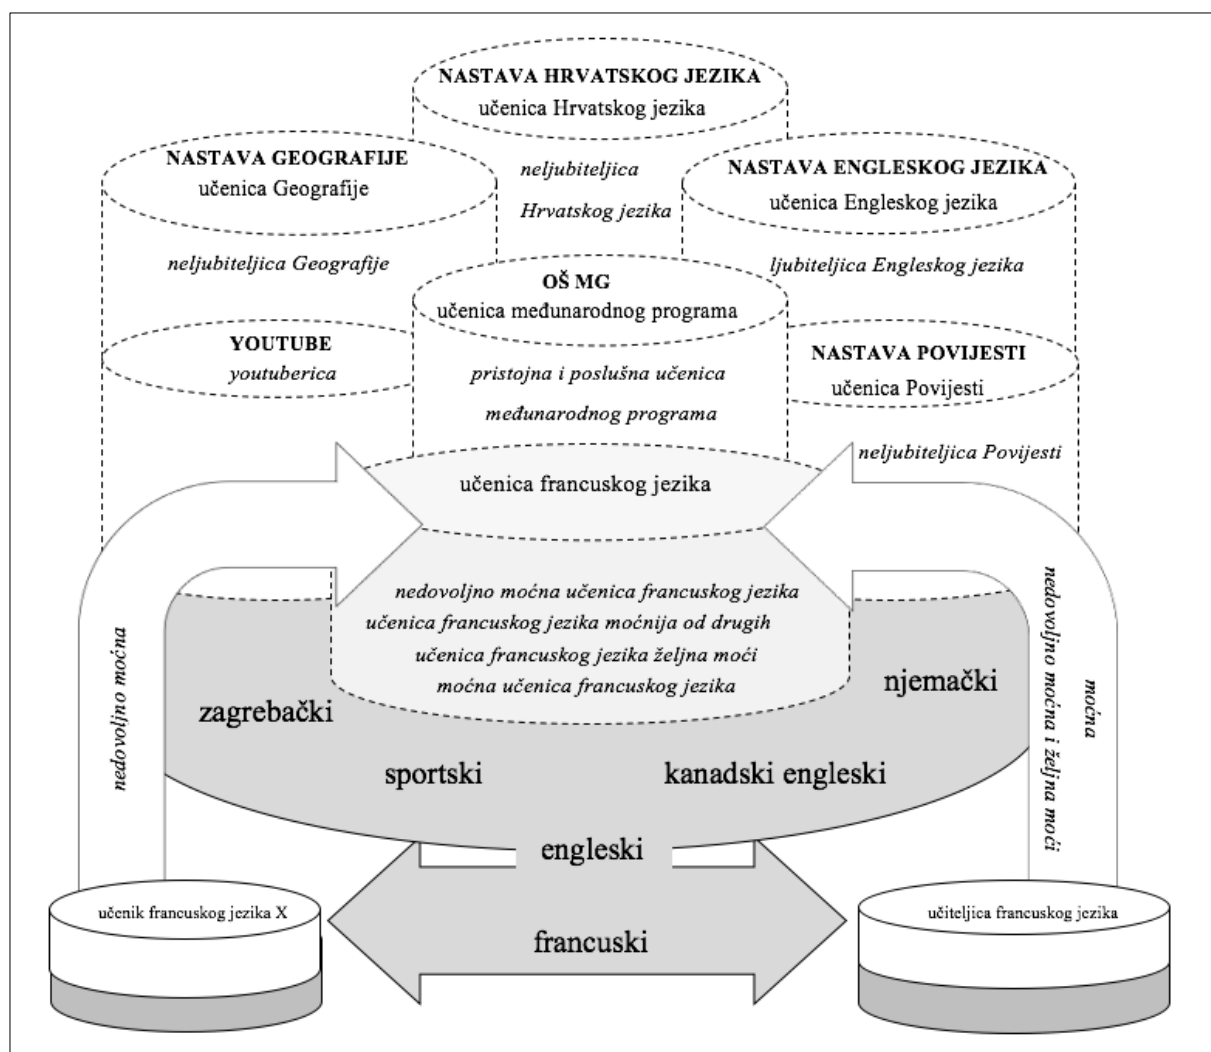 NASTAVA HRVATSKOG JEZIKA
učenica Hrvatskog jezika
neljubiteljica
Hrvatskog jezika
NASTAVA GEOGRAFIJE
učenica Geografije
neljubiteljica Geografije
NASTAVA ENGLESKOG JEZIKA
učenica Engleskog jezika
ljubiteljica Engleskog jezika
OŠ MG
učenica međunarodnog programa
pristojna i poslušna učenica
međunarodnog programa
YOUTUBE
youtuberica
NASTAVA POVIJESTI
učenica Povijesti
neljubiteljica Povijesti
učenica francuskog jezika
nedovoljno moćna učenica francuskog jezika
učenica francuskog jezika moćnija od drugih
učenica francuskog jezika željna moći
moćna učenica francuskog jezika
nedovoljno moćna
nedovoljno moćna i željna moći
moćna
zagrebački
njemački
sportski
kanadski engleski
engleski
francuski
učenik francuskog jezika X
učiteljica francuskog jezika